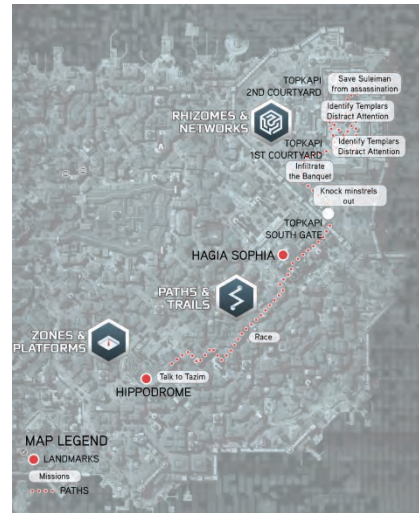 TOPKAPI
2ND COURTYARD
Save Suleiman
from assassination
Identify Templars
Distract Attention
RHIZOMES &
NETWORKS
TOPKAPI
1ST COURTYARD
Identify Templars
Distract Attention
Infiltrate
the Banquet
Knock minstrels
out
TOPKAPI
SOUTH GATE
HAGIA SOPHIA
PATHS &
TRAILS
ZONES &
PLATFORMS
Race
Talk to Tazim
HIPPODROME
MAP LEGEND
LANDMARKS
Missions
PATHS